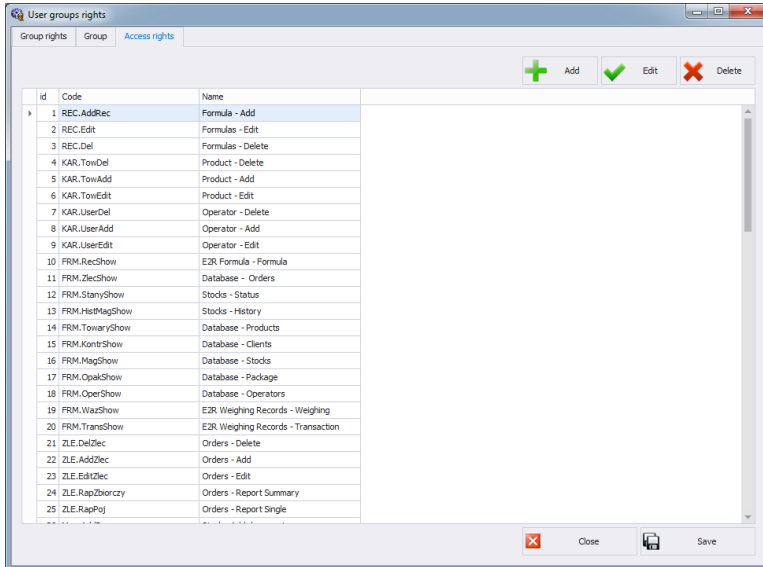 User groups rights
Group rights Group Access rights
Add Edit Delete
id Code Name
1 REC.AddRec Formula - Add
2 REC.Edit Formulas - Edit
3 REC.Del Formulas - Delete
4 KAR.TowDel Product - Delete
5 KAR.TowAdd Product - Add
6 KAR.TowEdit Product - Edit
7 KAR.UserDel Operator - Delete
8 KAR.UserAdd Operator - Add
9 KAR.UserEdit Operator - Edit
10 FRM.RecShow E2R Formula - Formula
11 FRM.ZlecShow Database - Orders
12 FRM.StanyShow Stocks - Status
13 FRM.HistMagShow Stocks - History
14 FRM.TowaryShow Database - Products
15 FRM.KontrShow Database - Clients
16 FRM.MagShow Database - Stocks
17 FRM.OpakShow Database - Package
18 FRM.OperShow Database - Operators
19 FRM.WazShow E2R Weighing Records - Weighing
20 FRM.TransShow E2R Weighing Records - Transaction
21 ZLE.DelZlec Orders - Delete
22 ZLE.AddZlec Orders - Add
23 ZLE.EditZlec Orders - Edit
24 ZLE.RapZbiorczy Orders - Report Summary
25 ZLE.RapPoj Orders - Report Single
Close Save